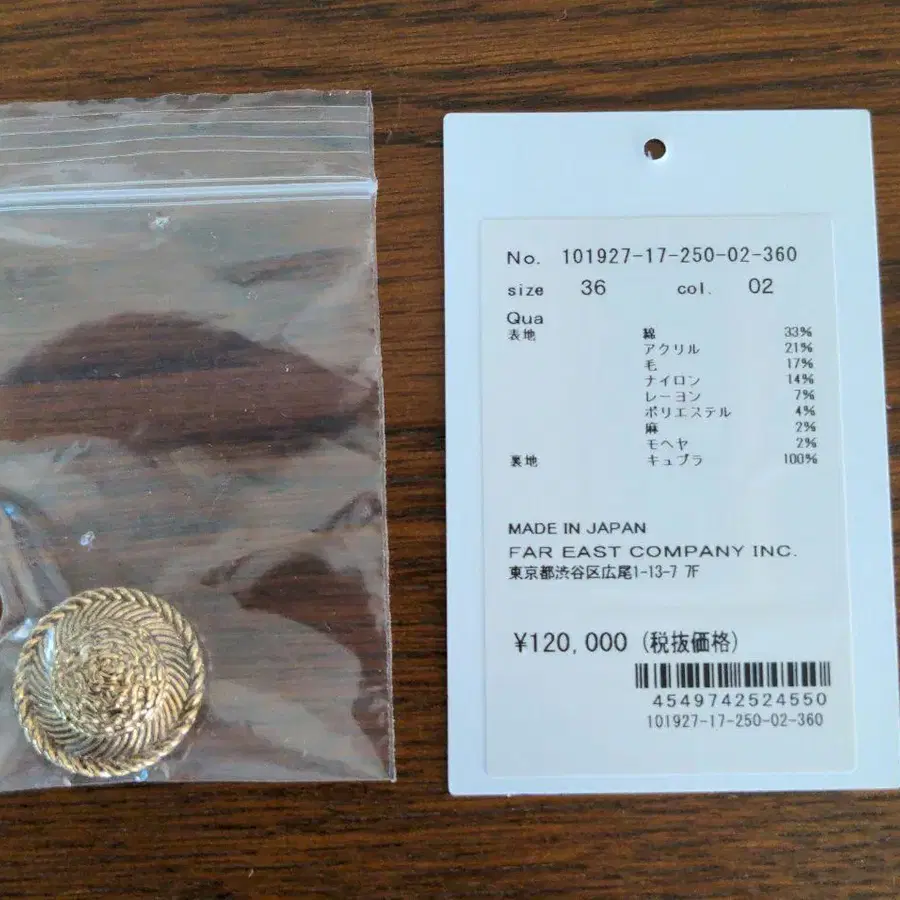 No. 101927-17-250-02-360
size 36 col. 02
Qua
表地 綿 33%
アクリル 21%
毛 17%
ナイロン 14%
レーヨン 7%
ポリエステル 4%
麻 2%
モヘヤ 2%
裏地 キュプラ 100%
MADE IN JAPAN
FAR EAST COMPANY INC.
東京都渋谷区広尾1-13-7 7F
¥120,000 (税抜価格)
4549742524550
101927-17-250-02-360